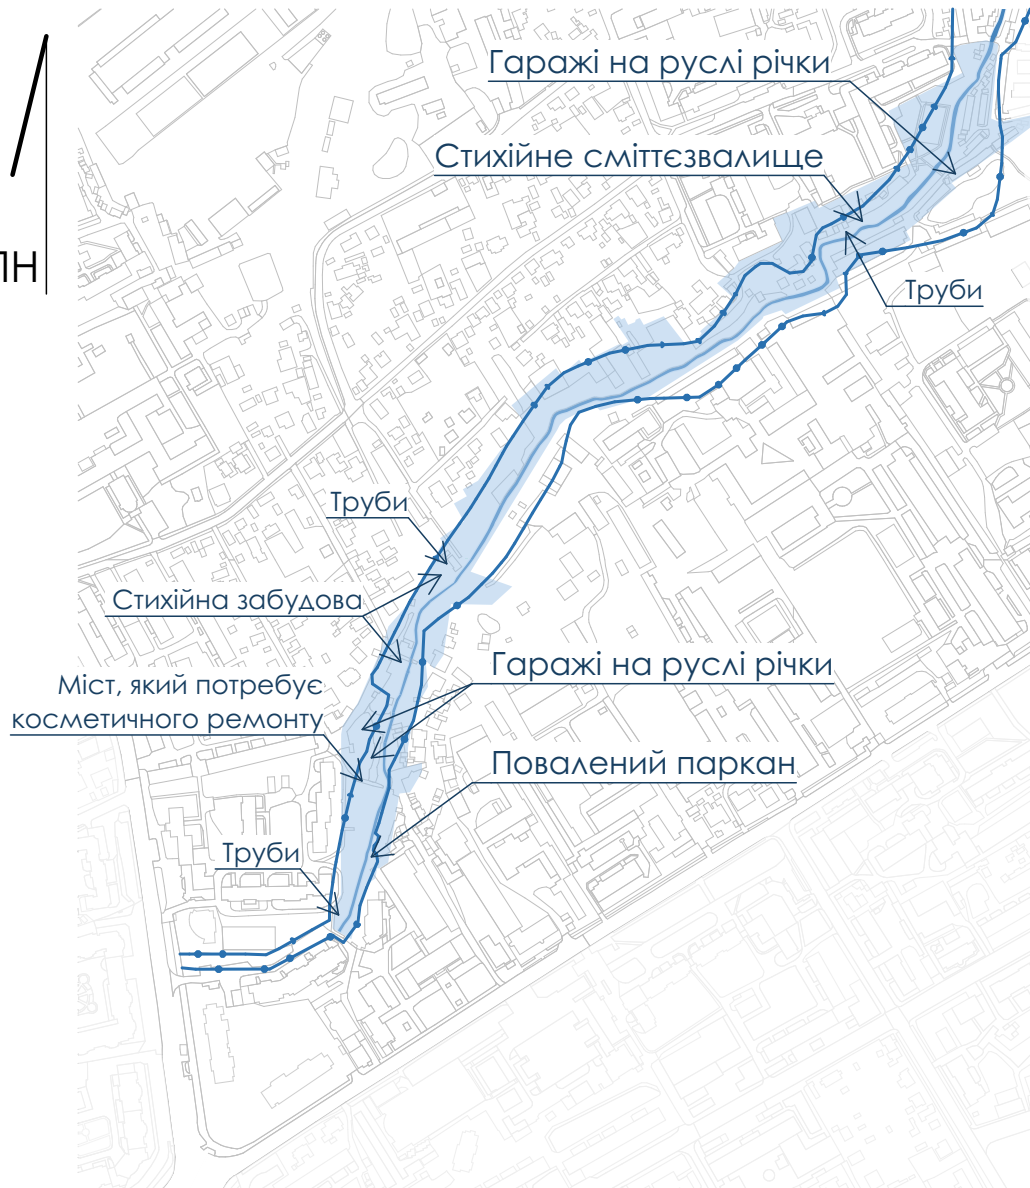 Гаражі на руслі річки
Стихійне сміттєзвалище
ПН
Труби
Труби
Стихійна забудова
Гаражі на руслі річки
Міст, який потребує
косметичного ремонту
Повалений паркан
Труби